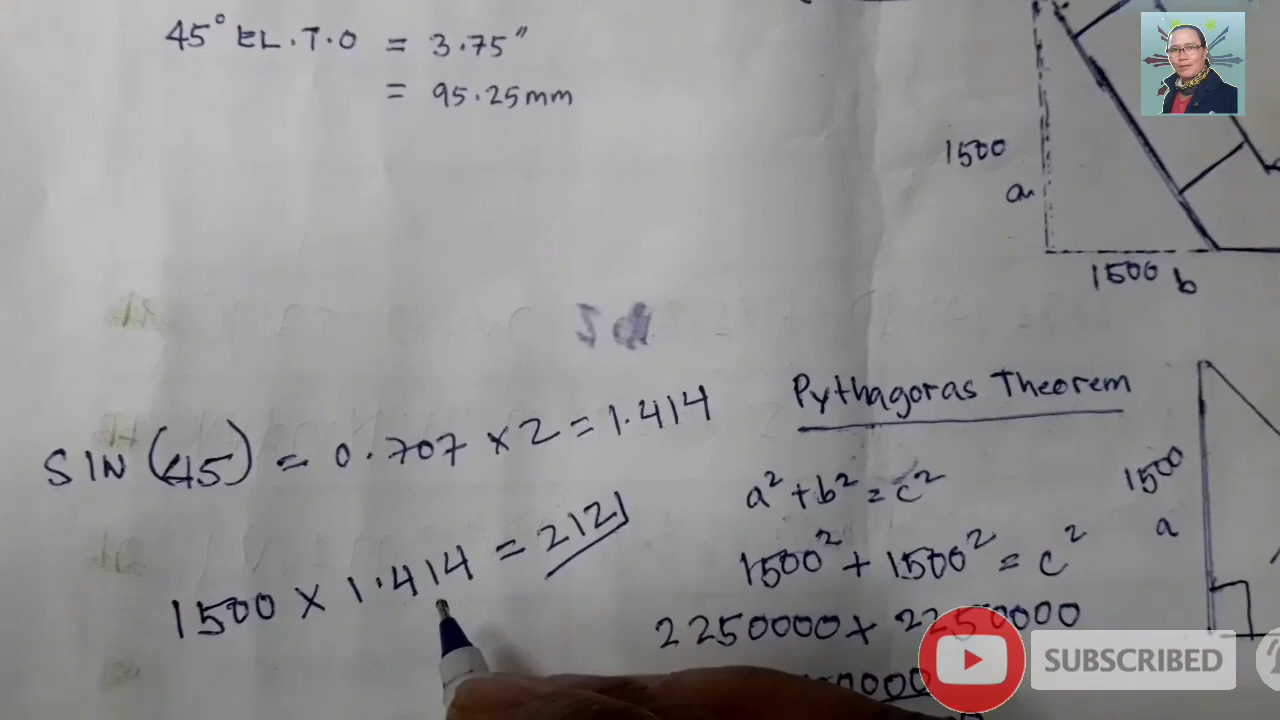 45° EL.T.O = 3.75"
= 95.25mm
1500
a
1500 b
SIN (45) = 0.707 × 2 = 1.414
1500 × 1.414 = 2121
Pythagoras Theorem
a² + b² = c²
1500² + 1500² = c²
2250000 + 2250000
1500
a
SUBSCRIBED